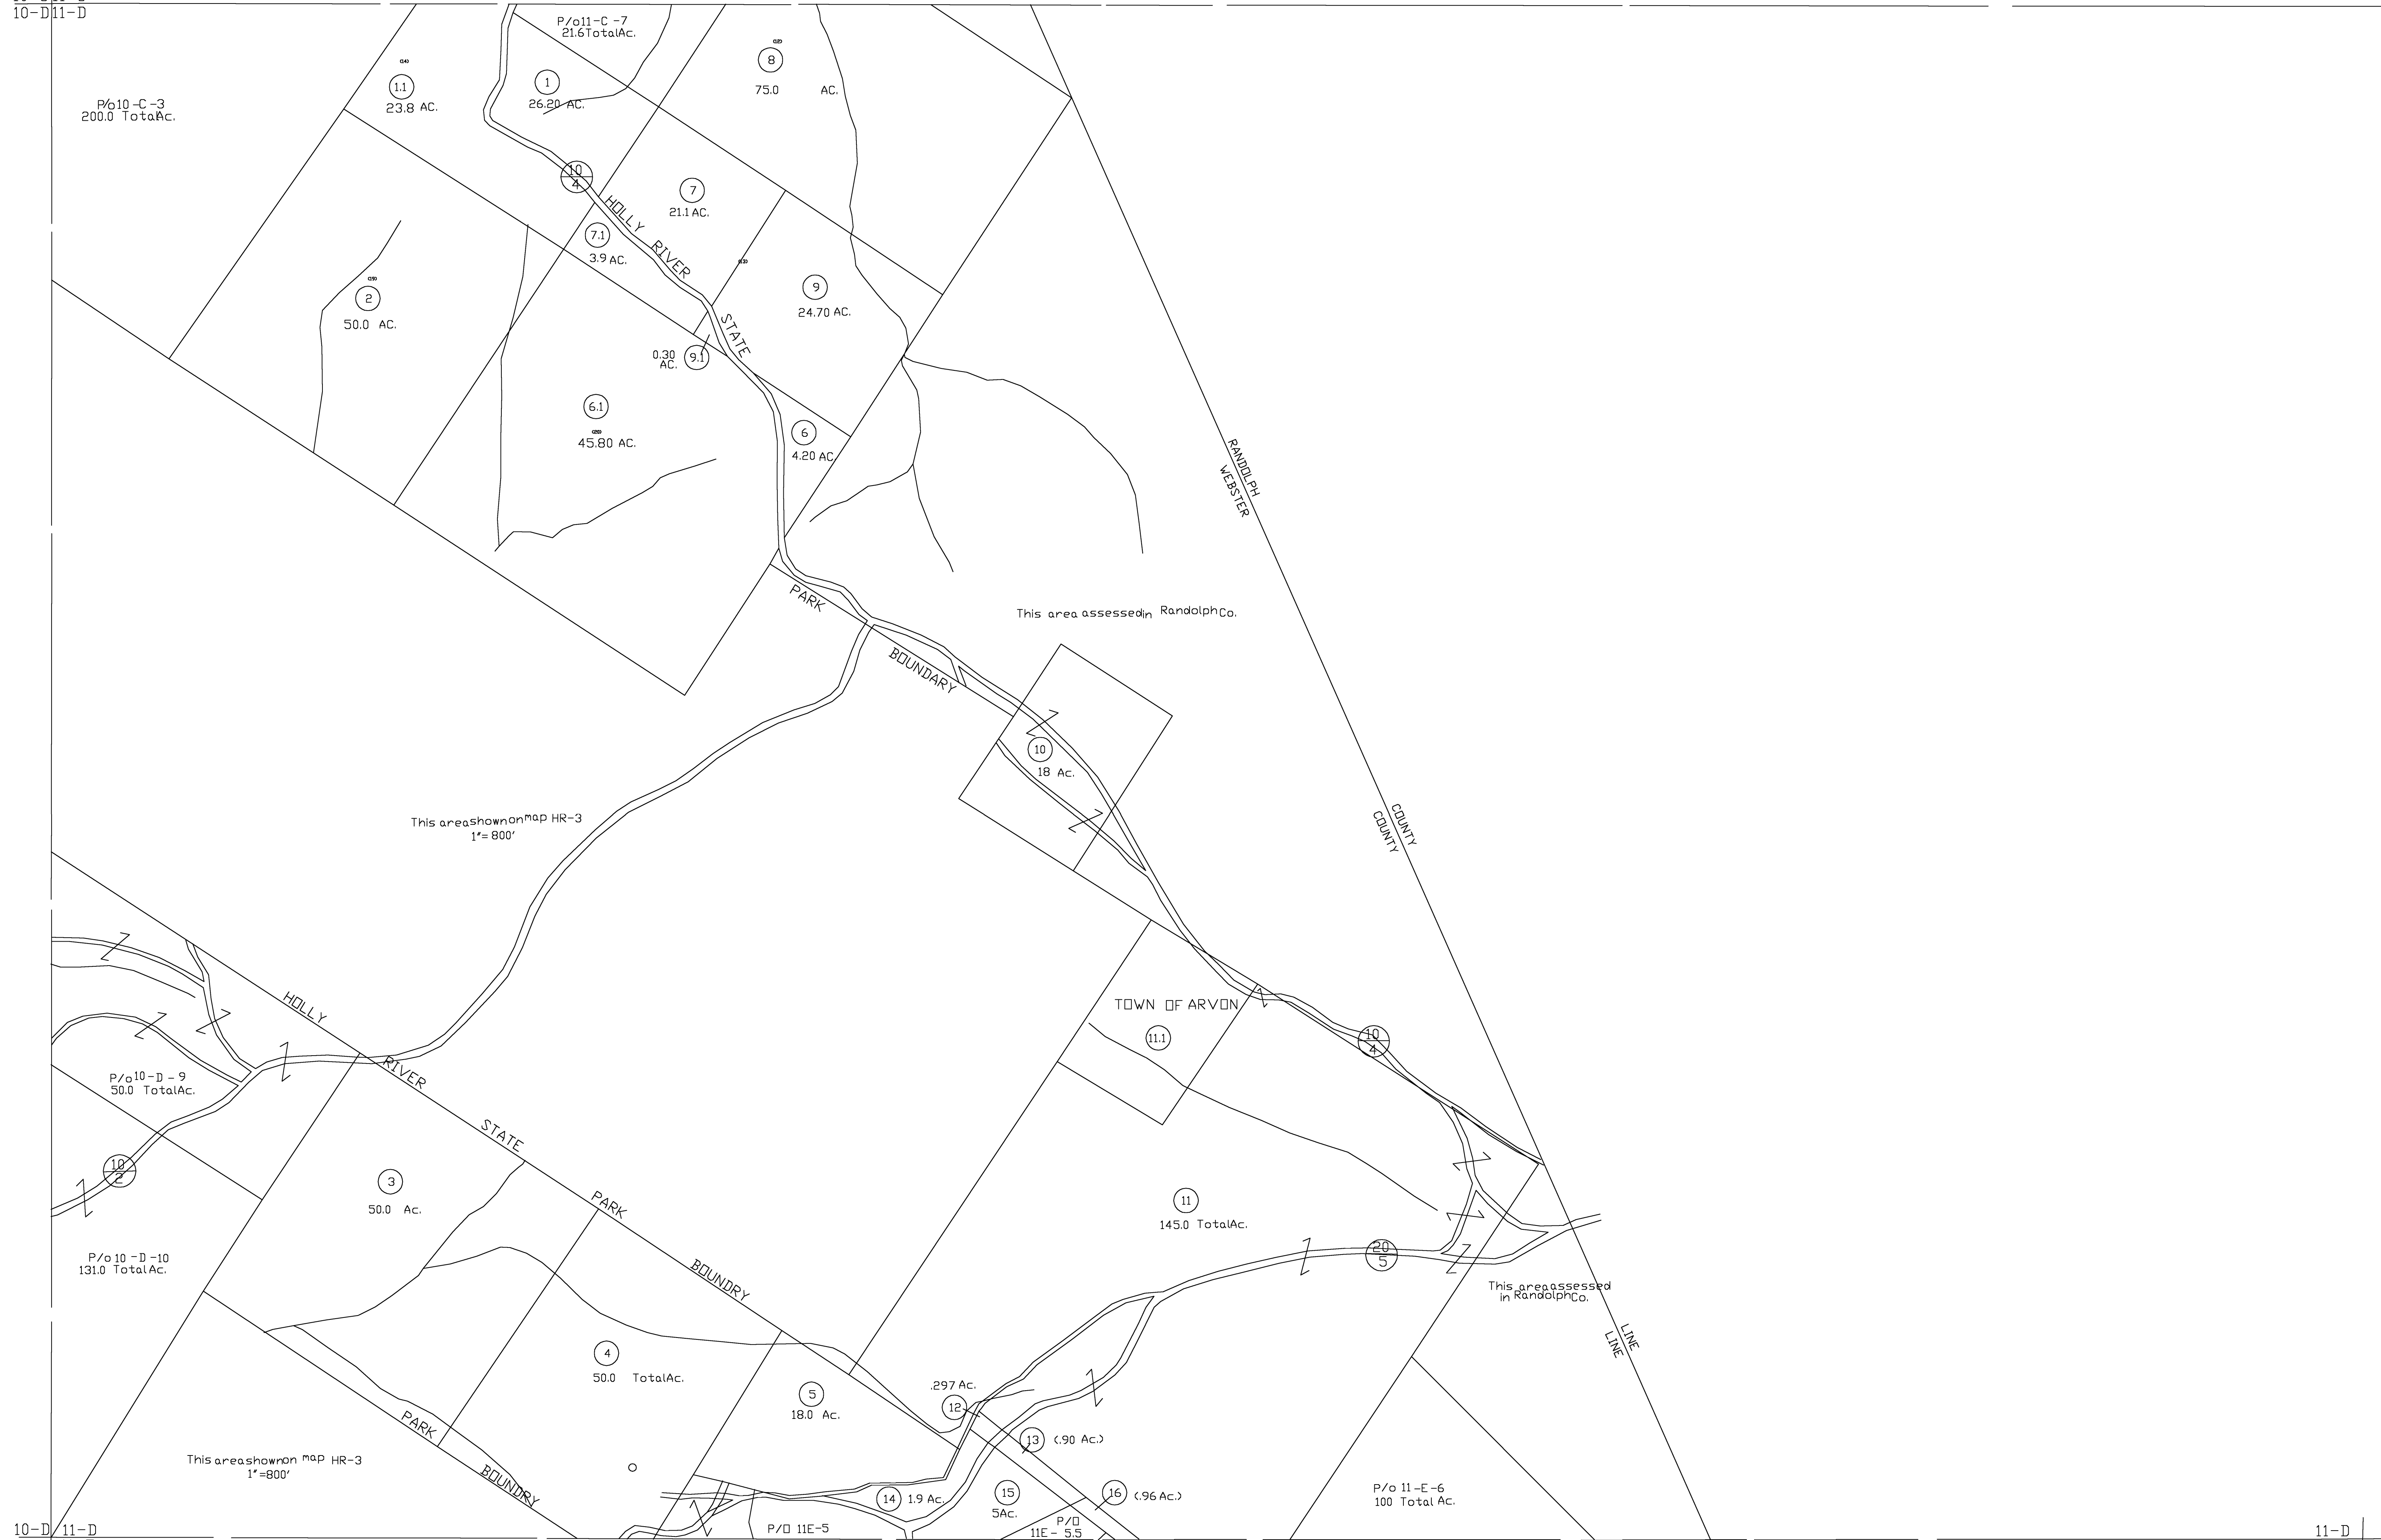 10-D 11-D
P/o 11-C-7
21.6 Total Ac.
P/o 10-C-3
200.0 Total Ac.
1.1
23.8 AC.
1
26.20 AC.
8
75.0 AC.
10
4
HOLLY RIVER STATE
7
21.1 AC.
7.1
3.9 AC.
9
24.70 AC.
2
50.0 AC.
0.30
AC.
9.1
6.1
45.80 AC.
6
4.20 AC.
RANDOLPH
WEBSTER
PARK BOUNDARY
This area assessed in Randolph Co.
10
18 Ac.
This area shown on map HR-3
1"= 800'
COUNTY
COUNTY
HOLLY RIVER STATE PARK BOUNDRY
TOWN OF ARVON
11.1
10
4
P/o 10-D-9
50.0 Total Ac.
10
2
3
50.0 Ac.
11
145.0 Total Ac.
P/o 10-D-10
131.0 Total Ac.
20
5
This area assessed
in Randolph Co.
LINE
LINE
4
50.0 Total Ac.
5
18.0 Ac.
.297 Ac.
12
13 (.90 Ac.)
PARK BOUNDRY
This area shown on map HR-3
1"=800'
14 1.9 Ac.
15
5Ac.
16 (.96 Ac.)
P/o 11-E-6
100 Total Ac.
P/O 11E-5
P/O
11E-5.5
10-D 11-D
11-D